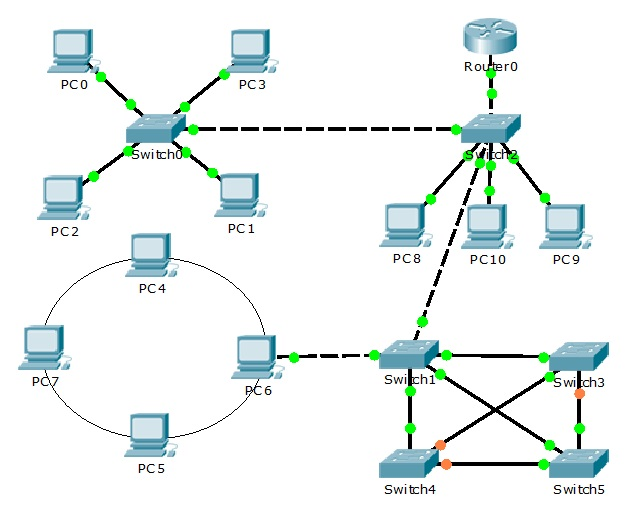 PC0
PC3
Router0
Switch0
Switch2
PC2
PC1
PC8
PC10
PC9
PC4
PC7
PC6
Switch1
Switch3
PC5
Switch4
Switch5